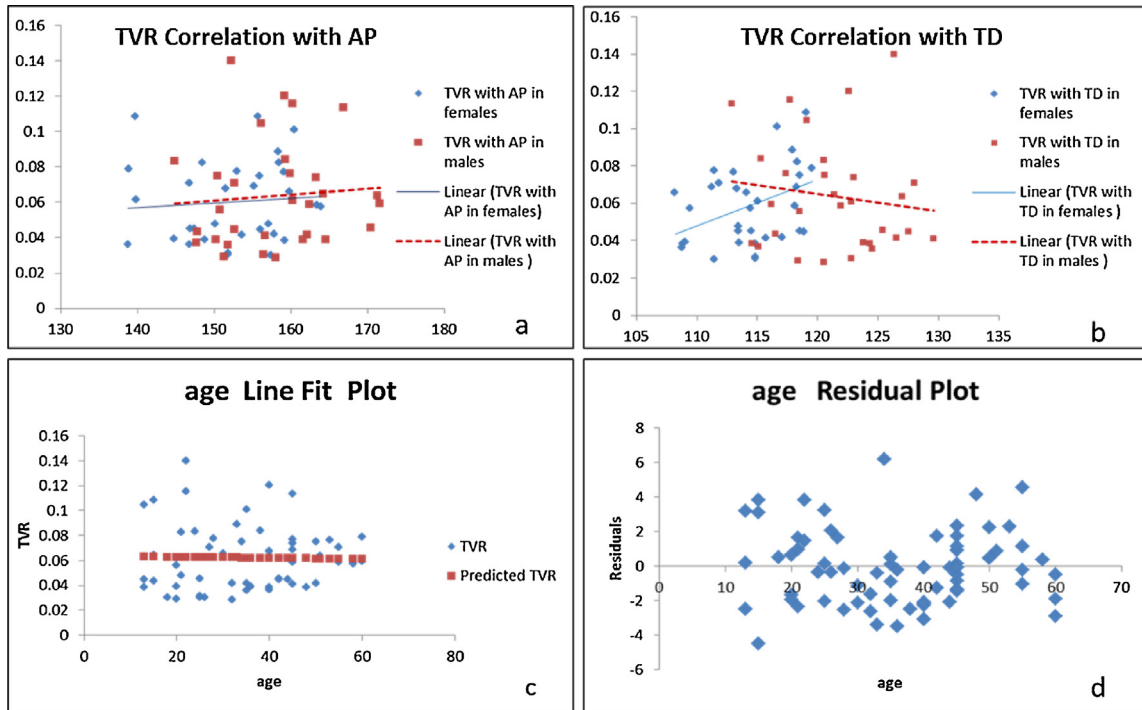 TVR Correlation with AP
0.16
0.14
0.12
0.1
0.08
0.06
0.04
0.02
0
130 140 150 160 170 180
TVR with AP in
females
TVR with AP in
males
Linear (TVR with
AP in females)
Linear (TVR with
AP in males )
a
TVR Correlation with TD
0.16
0.14
0.12
0.10
0.08
0.06
0.04
0.02
0.00
105 110 115 120 125 130 135
TVR with TD in
females
TVR with TD in
males
Linear (TVR with
TD in females)
Linear (TVR with
TD in males )
b
age Line Fit Plot
TVR
0.16
0.14
0.12
0.1
0.08
0.06
0.04
0.02
0
0 20 40 60 80
age
TVR
Predicted TVR
c
age Residual Plot
Residuals
8
6
4
2
0
-2
-4
-6
0 10 20 30 40 50 60 70
age
d